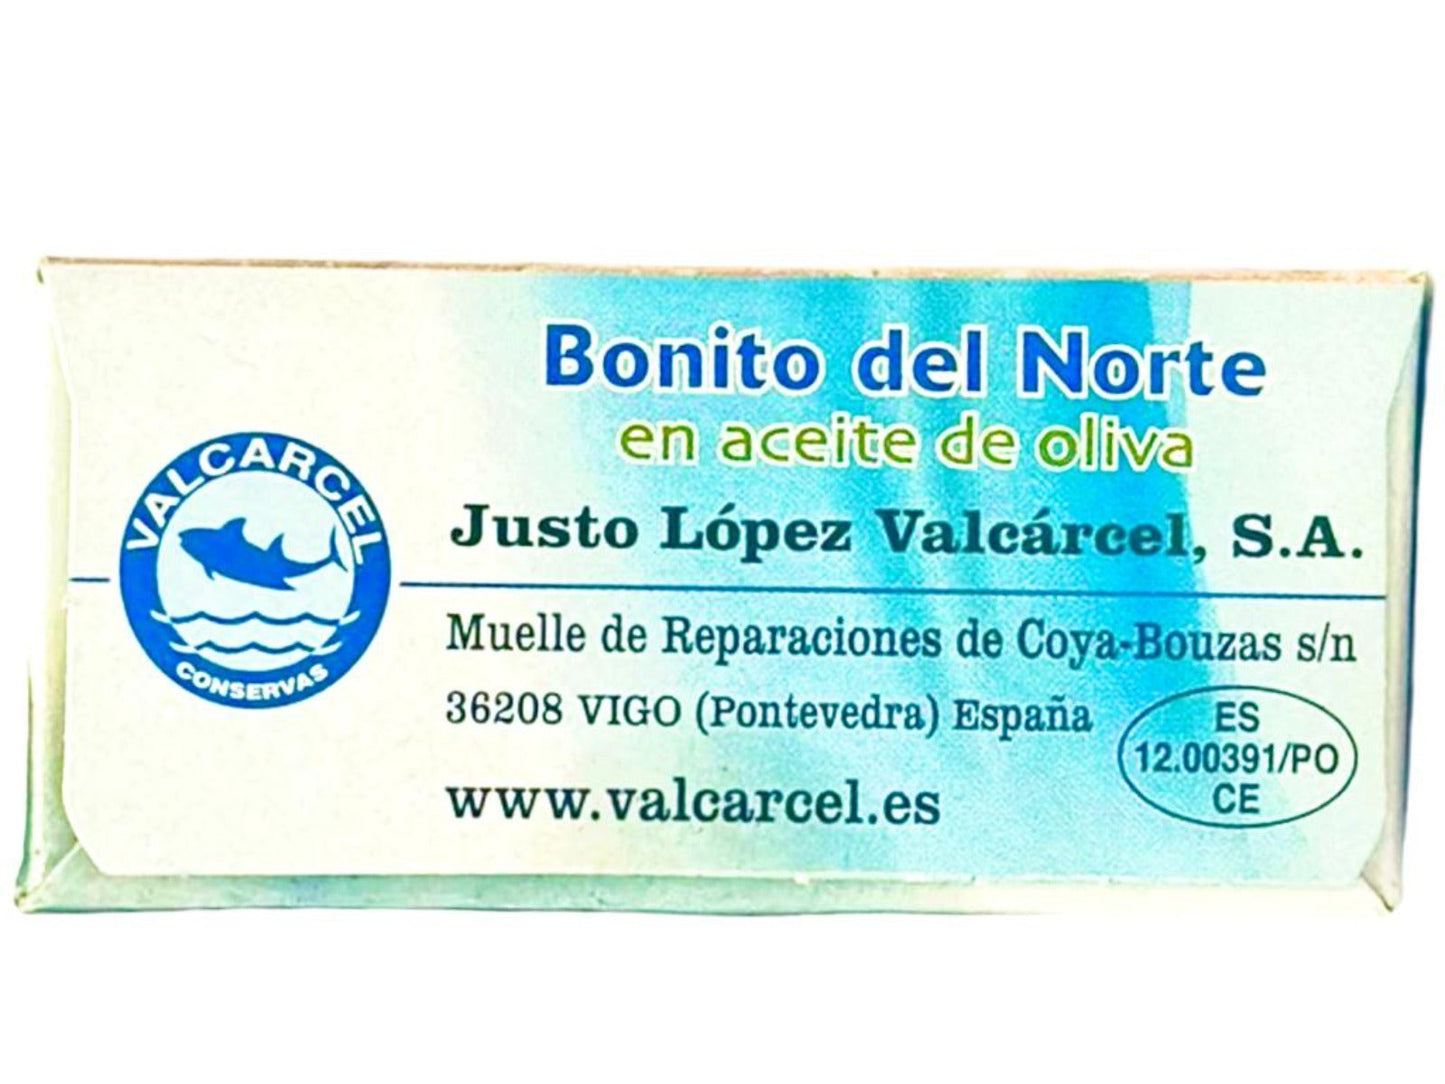 Bonito del Norte
en aceite de oliva
VALCARCEL
CONSERVAS
Justo López Valcárcel, S.A.
Muelle de Reparaciones de Coya-Bouzas s/n
36208 VIGO (Pontevedra) España
www.valcarcel.es
ES
12.00391/PO
CE